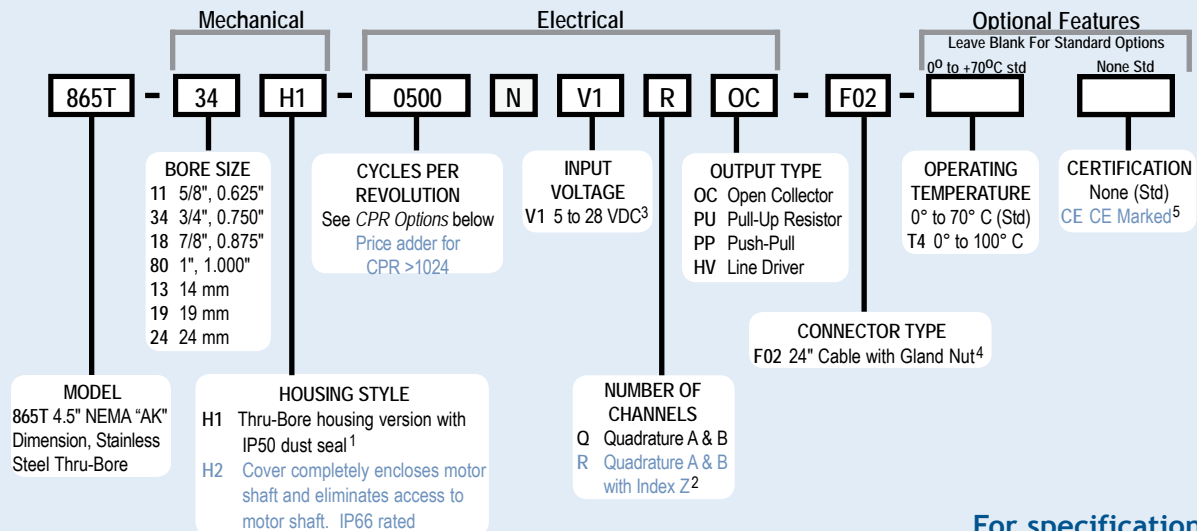 Mechanical
Electrical
Optional Features
Leave Blank For Standard Options
0º to +70ºC std
None Std
865T - 34 H1 - 0500 N V1 R OC - F02 -
BORE SIZE
11 5/8", 0.625"
34 3/4", 0.750"
18 7/8", 0.875"
80 1", 1.000"
13 14 mm
19 19 mm
24 24 mm
CYCLES PER
REVOLUTION
See CPR Options below
Price adder for
CPR >1024
INPUT
VOLTAGE
V1 5 to 28 VDC3
OUTPUT TYPE
OC Open Collector
PU Pull-Up Resistor
PP Push-Pull
HV Line Driver
OPERATING
TEMPERATURE
0° to 70° C (Std)
T4 0° to 100° C
CERTIFICATION
None (Std)
CE CE Marked5
CONNECTOR TYPE
F02 24" Cable with Gland Nut4
MODEL
865T 4.5" NEMA “AK”
Dimension, Stainless
Steel Thru-Bore
HOUSING STYLE
H1 Thru-Bore housing version with
IP50 dust seal1
H2 Cover completely encloses motor
shaft and eliminates access to
motor shaft. IP66 rated
NUMBER OF
CHANNELS
Q Quadrature A & B
R Quadrature A & B
with Index Z2
For specification